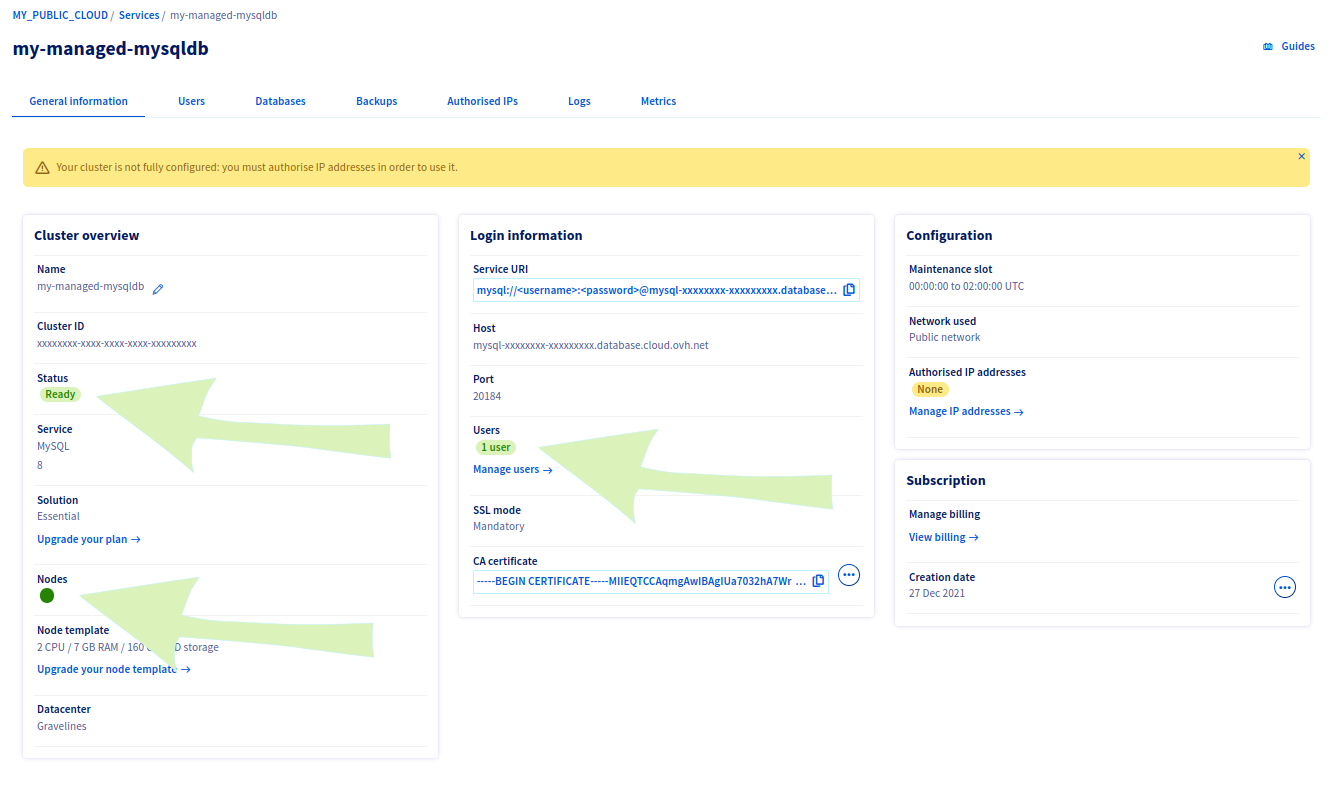 MY_PUBLIC_CLOUD / Services / my-managed-mysqldb
my-managed-mysqldb
Guides
General information Users Databases Backups Authorised IPs Logs Metrics
Your cluster is not fully configured: you must authorise IP addresses in order to use it.
Cluster overview
Name
my-managed-mysqldb
Cluster ID
xxxxxxxx-xxxx-xxxx-xxxx-xxxxxxxxx
Status
Ready
Service
MySQL
8
Solution
Essential
Upgrade your plan →
Nodes
Node template
2 CPU / 7 GB RAM / 160 storage
Upgrade your node template →
Datacenter
Gravelines
Login information
Service URI
mysql://<username>:<password>@mysql-xxxxxxxx-xxxxxxxxx.database...
Host
mysql-xxxxxxxx-xxxxxxxxx.database.cloud.ovh.net
Port
20184
Users
1 user
Manage users →
SSL mode
Mandatory
CA certificate
-----BEGIN CERTIFICATE-----MIIEQTCCAqmgAwIBAgIUa7032hA7Wr ...
Configuration
Maintenance slot
00:00:00 to 02:00:00 UTC
Network used
Public network
Authorised IP addresses
None
Manage IP addresses →
Subscription
Manage billing
View billing →
Creation date
27 Dec 2021